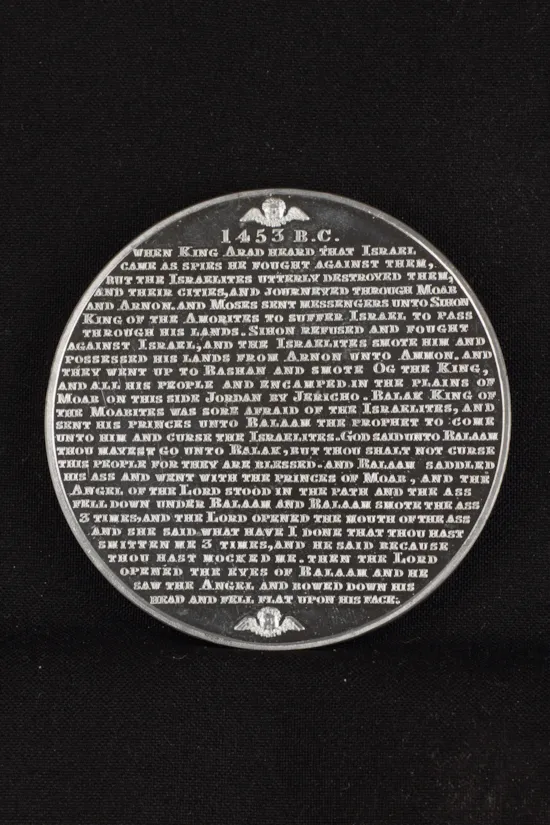 1453 B.C.
WHEN KING ARAD HEARD THAT ISRAEL
CAME AS SPIES HE FOUGHT AGAINST THEM,
BUT THE ISRAELITES UTTERLY DESTROYED THEM,
AND THEIR CITIES, AND JOURNEYED THROUGH MOAB
AND ARNON. AND MOSES SENT MESSENGERS UNTO SIHON
KING OF THE AMORITES TO SUFFER ISRAEL TO PASS
THROUGH HIS LANDS. SIHON REFUSED AND FOUGHT
AGAINST ISRAEL, AND THE ISRAELITES SMOTE HIM AND
POSSESSED HIS LANDS FROM ARNON UNTO AMMON. AND
THEY WENT UP TO BASHAN AND SMOTE OG THE KING,
AND ALL HIS PEOPLE AND ENCAMPED IN THE PLAINS OF
MOAB ON THIS SIDE JORDAN BY JERICHO. BALAK KING OF
THE MOABITES WAS SORE AFRAID OF THE ISRAELITES, AND
SENT HIS PRINCES UNTO BALAAM THE PROPHET TO COME
UNTO HIM AND CURSE THE ISRAELITES. GOD SAID UNTO BALAAM
THOU MAYEST GO UNTO BALAK, BUT THOU SHALT NOT CURSE
THIS PEOPLE FOR THEY ARE BLESSED. AND BALAAM SADDLED
HIS ASS AND WENT WITH THE PRINCES OF MOAB, AND THE
ANGEL OF THE LORD STOOD IN THE PATH AND THE ASS
FELL DOWN UNDER BALAAM AND BALAAM SMOTE THE ASS
3 TIMES, AND THE LORD OPENED THE MOUTH OF THE ASS
AND SHE SAID WHAT HAVE I DONE THAT THOU HAST
SMITTEN ME 3 TIMES, AND HE SAID BECAUSE
THOU HAST MOCKED ME. THEN THE LORD
OPENED THE EYES OF BALAAM AND HE
SAW THE ANGEL AND BOWED DOWN HIS
HEAD AND FELL FLAT UPON HIS FACE.